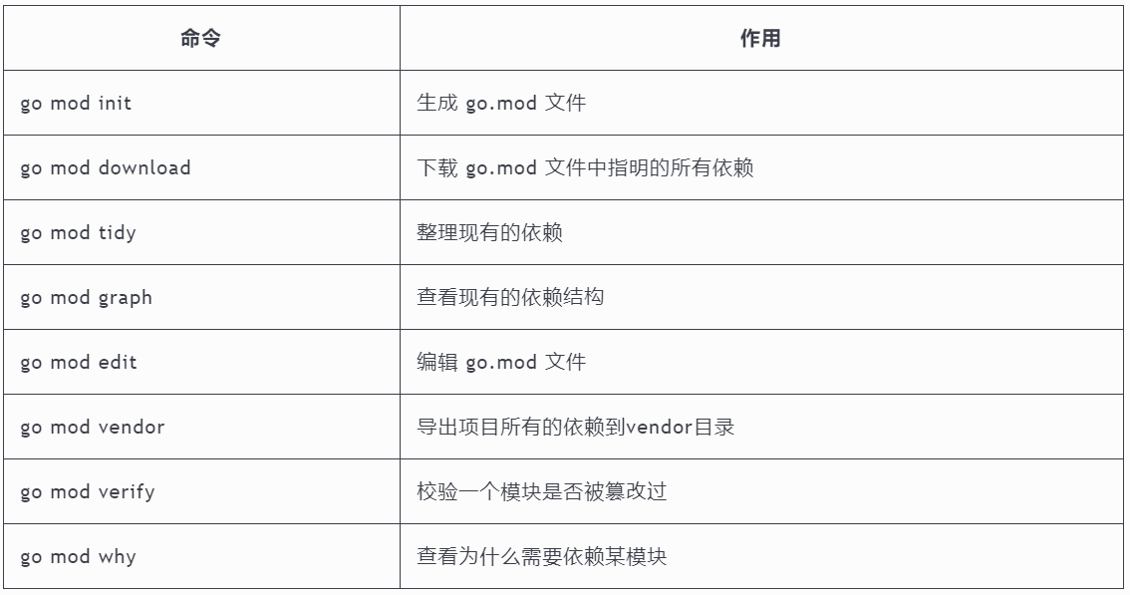 命令 作用
go mod init 生成 go.mod 文件
go mod download 下载 go.mod 文件中指明的所有依赖
go mod tidy 整理现有的依赖
go mod graph 查看现有的依赖结构
go mod edit 编辑 go.mod 文件
go mod vendor 导出项目所有的依赖到vendor目录
go mod verify 校验一个模块是否被篡改过
go mod why 查看为什么需要依赖某模块